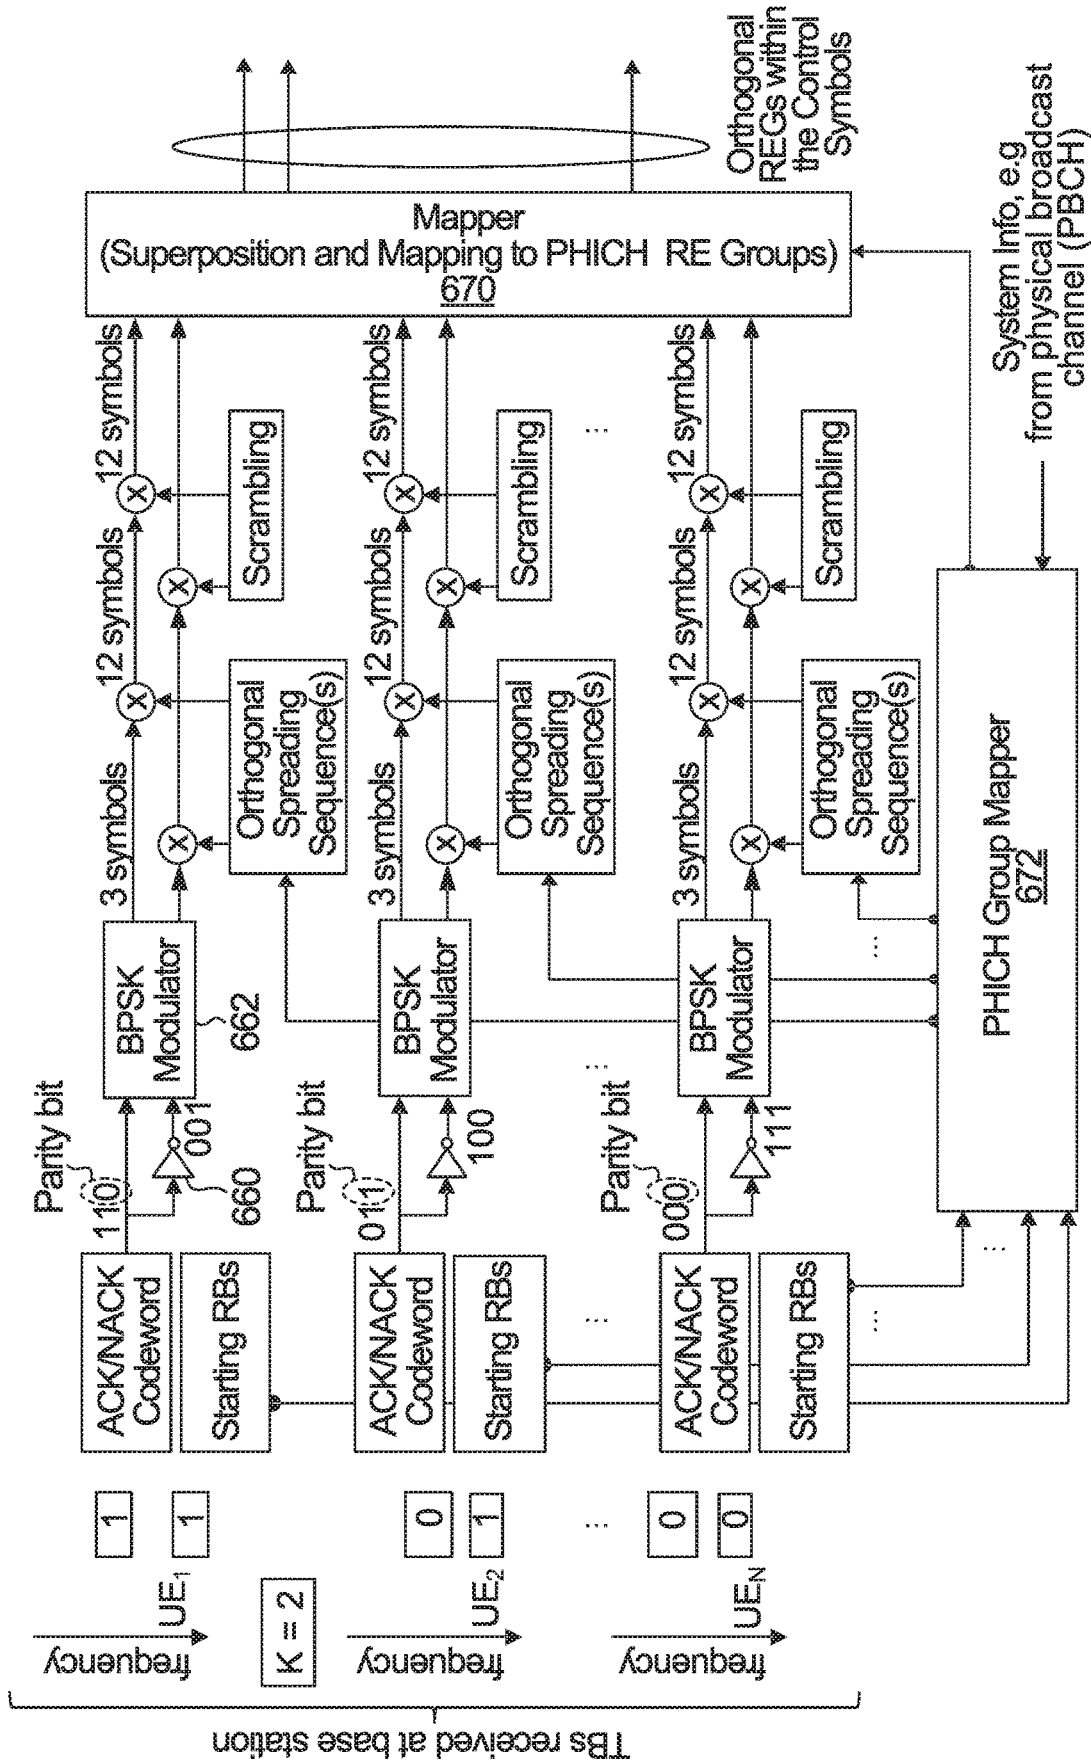 TBs received at base station
frequency
UE1
1
1
K = 2
frequency
UE2
0
1
...
frequency
UEN
0
0
ACK/NACK
Codeword
Starting RBs
110
Parity bit
001
660
BPSK
Modulator
662
3 symbols
Orthogonal
Spreading
Sequence(s)
X
X
12 symbols
X
X
Scrambling
12 symbols
ACK/NACK
Codeword
Starting RBs
011
Parity bit
100
BPSK
Modulator
3 symbols
Orthogonal
Spreading
Sequence(s)
X
X
12 symbols
X
X
Scrambling
12 symbols
...
...
...
ACK/NACK
Codeword
Starting RBs
000
Parity bit
111
BPSK
Modulator
3 symbols
Orthogonal
Spreading
Sequence(s)
X
X
12 symbols
X
X
Scrambling
12 symbols
...
...
...
Mapper
(Superposition and Mapping to PHICH RE Groups)
670
Orthogonal
REGs within
the Control
Symbols
PHICH Group Mapper
672
System Info, e.g
from physical broadcast
channel (PBCH)